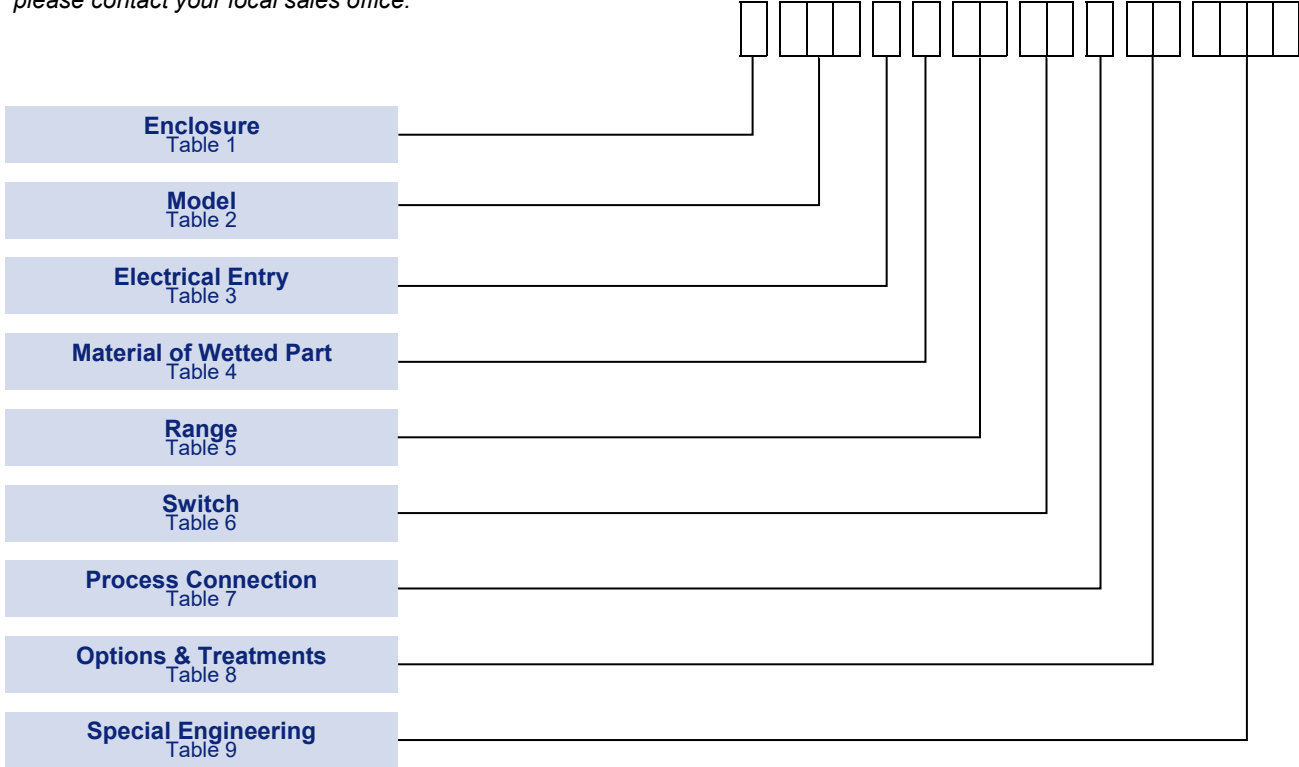 please contact your local sales office.
Enclosure
Table 1
Model
Table 2
Electrical Entry
Table 3
Material of Wetted Part
Table 4
Range
Table 5
Switch
Table 6
Process Connection
Table 7
Options & Treatments
Table 8
Special Engineering
Table 9